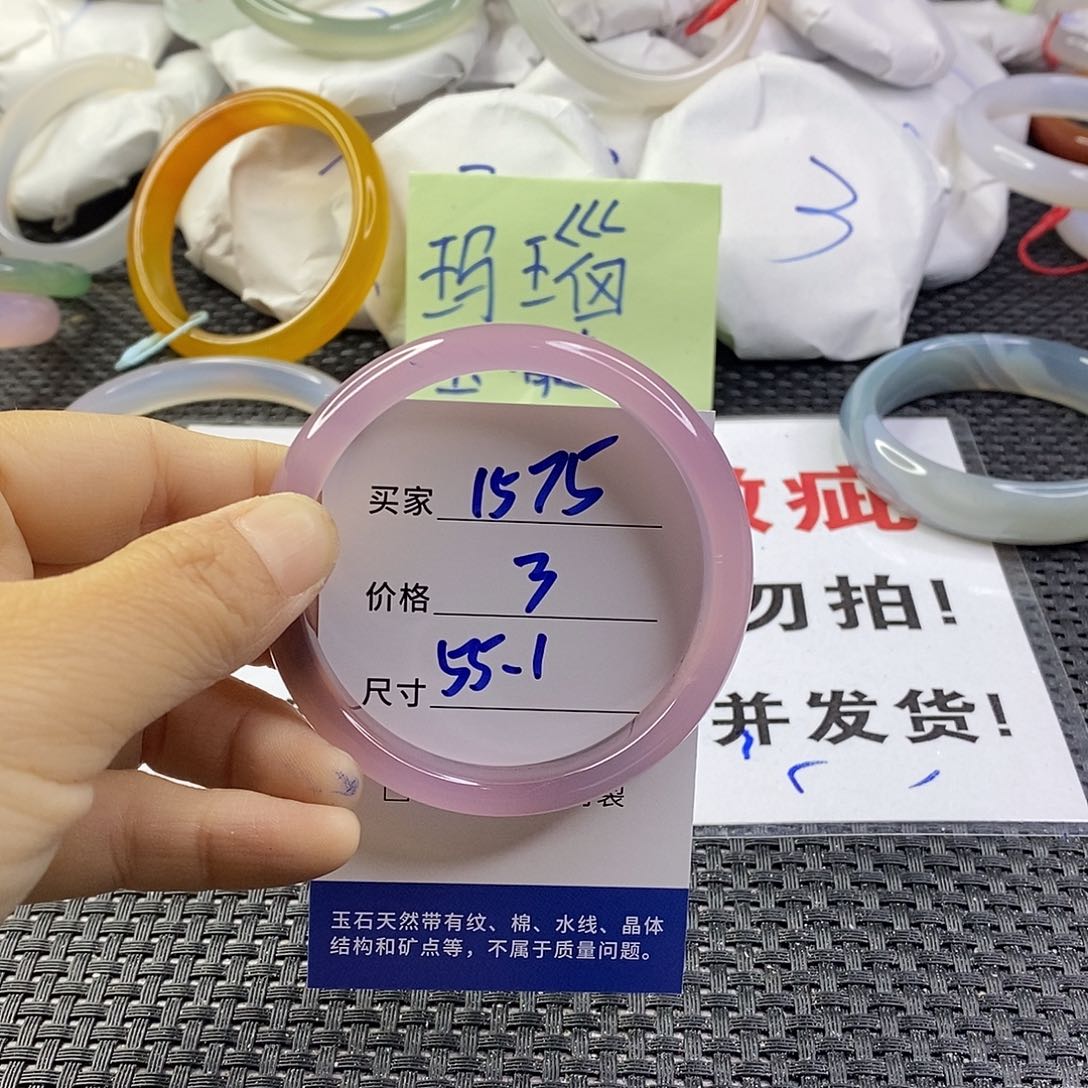 3
玛瑙
买家 1575
价格 3
尺寸 55-1
疵
勿拍!
并发货!
裂
玉石天然带有纹、棉、水线、晶体
结构和矿点等，不属于质量问题。